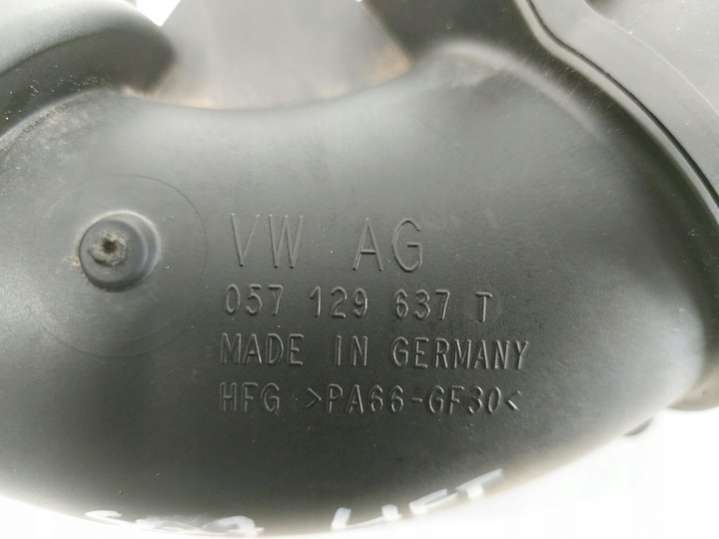 VW AG
057 129 637 T
MADE IN GERMANY
HFG >PA66-GF30<